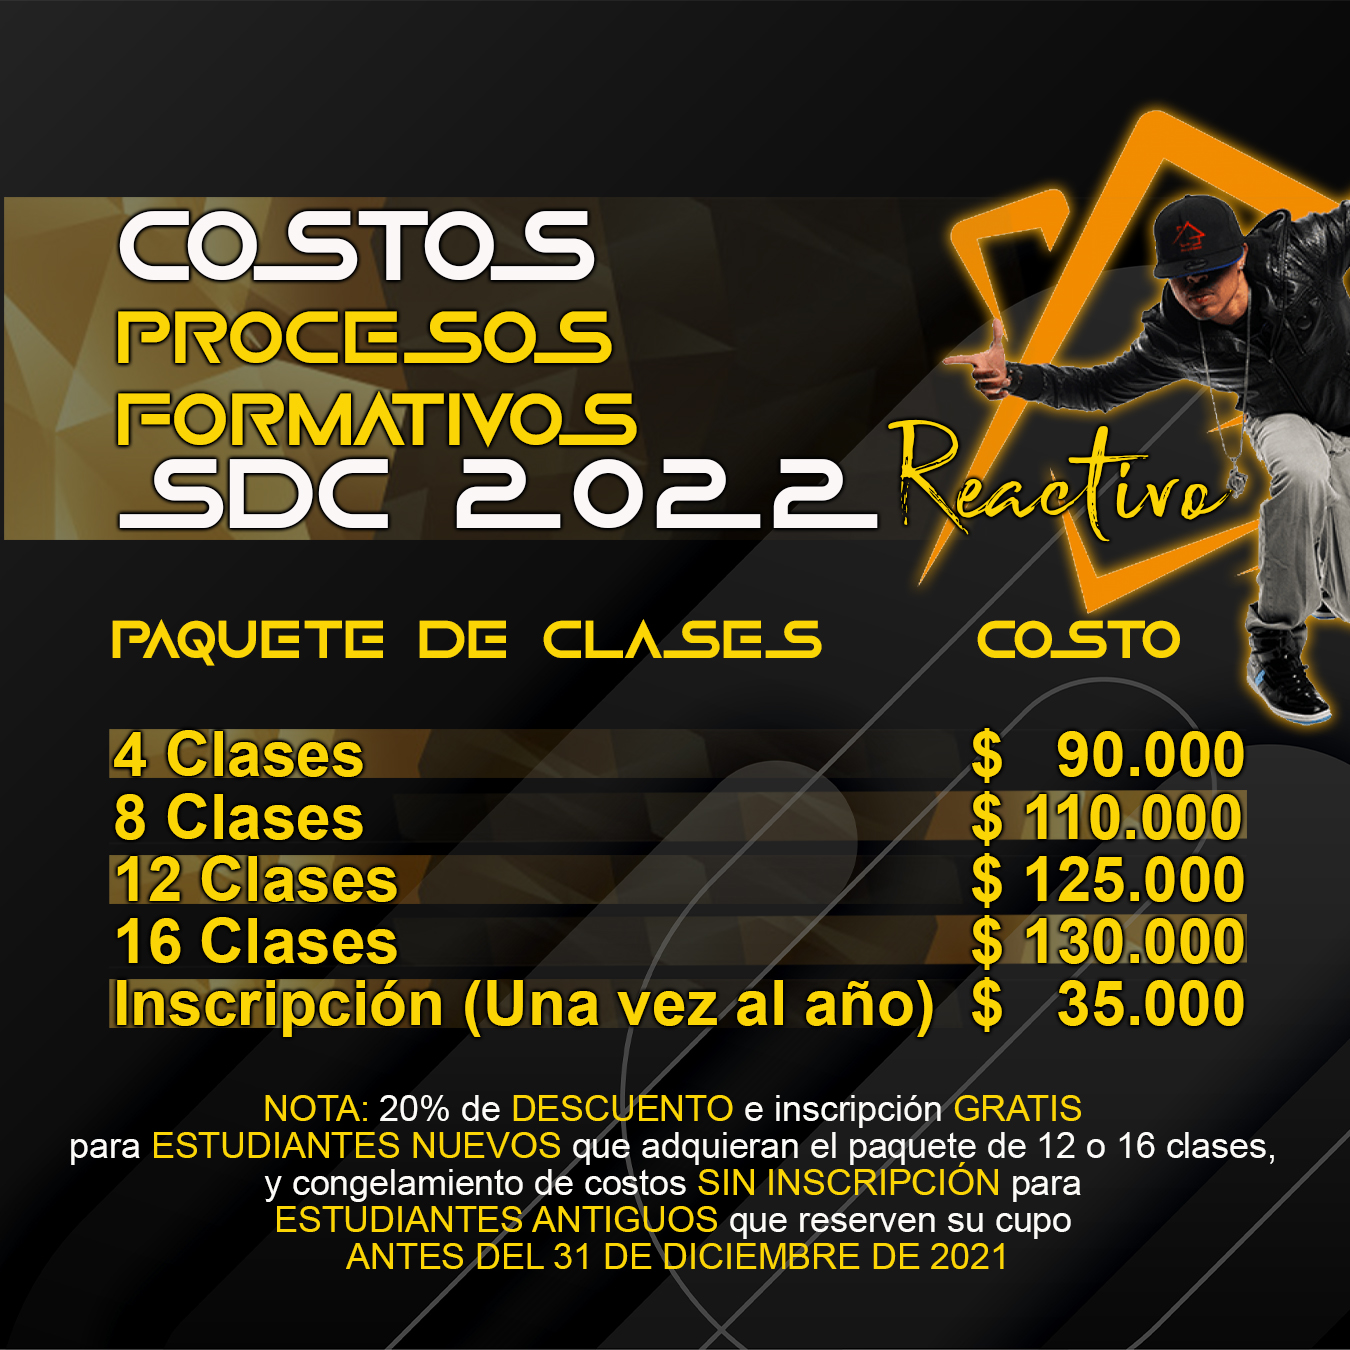 COSTOS
PROCESOS
FORMATIVOS
SDC 2022
Reactivo
PAQUETE DE CLASES COSTO
4 Clases $ 90.000
8 Clases $ 110.000
12 Clases $ 125.000
16 Clases $ 130.000
Inscripción (Una vez al año) $ 35.000
NOTA: 20% de DESCUENTO e inscripción GRATIS
para ESTUDIANTES NUEVOS que adquieran el paquete de 12 o 16 clases,
y congelamiento de costos SIN INSCRIPCIÓN para
ESTUDIANTES ANTIGUOS que reserven su cupo
ANTES DEL 31 DE DICIEMBRE DE 2021